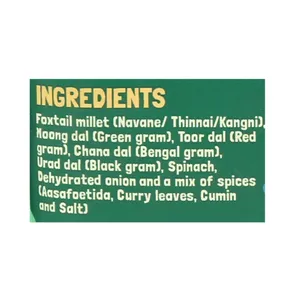 INGREDIENTS
Foxtail millet (Navane/ Thinnai/Kangni),
Moong dal (Green gram), Toor dal (Red
gram), Chana dal (Bengal gram),
Urad dal (Black gram), Spinach,
Dehydrated onion and a mix of spices
(Aasafoetida, Curry leaves, Cumin
and Salt)